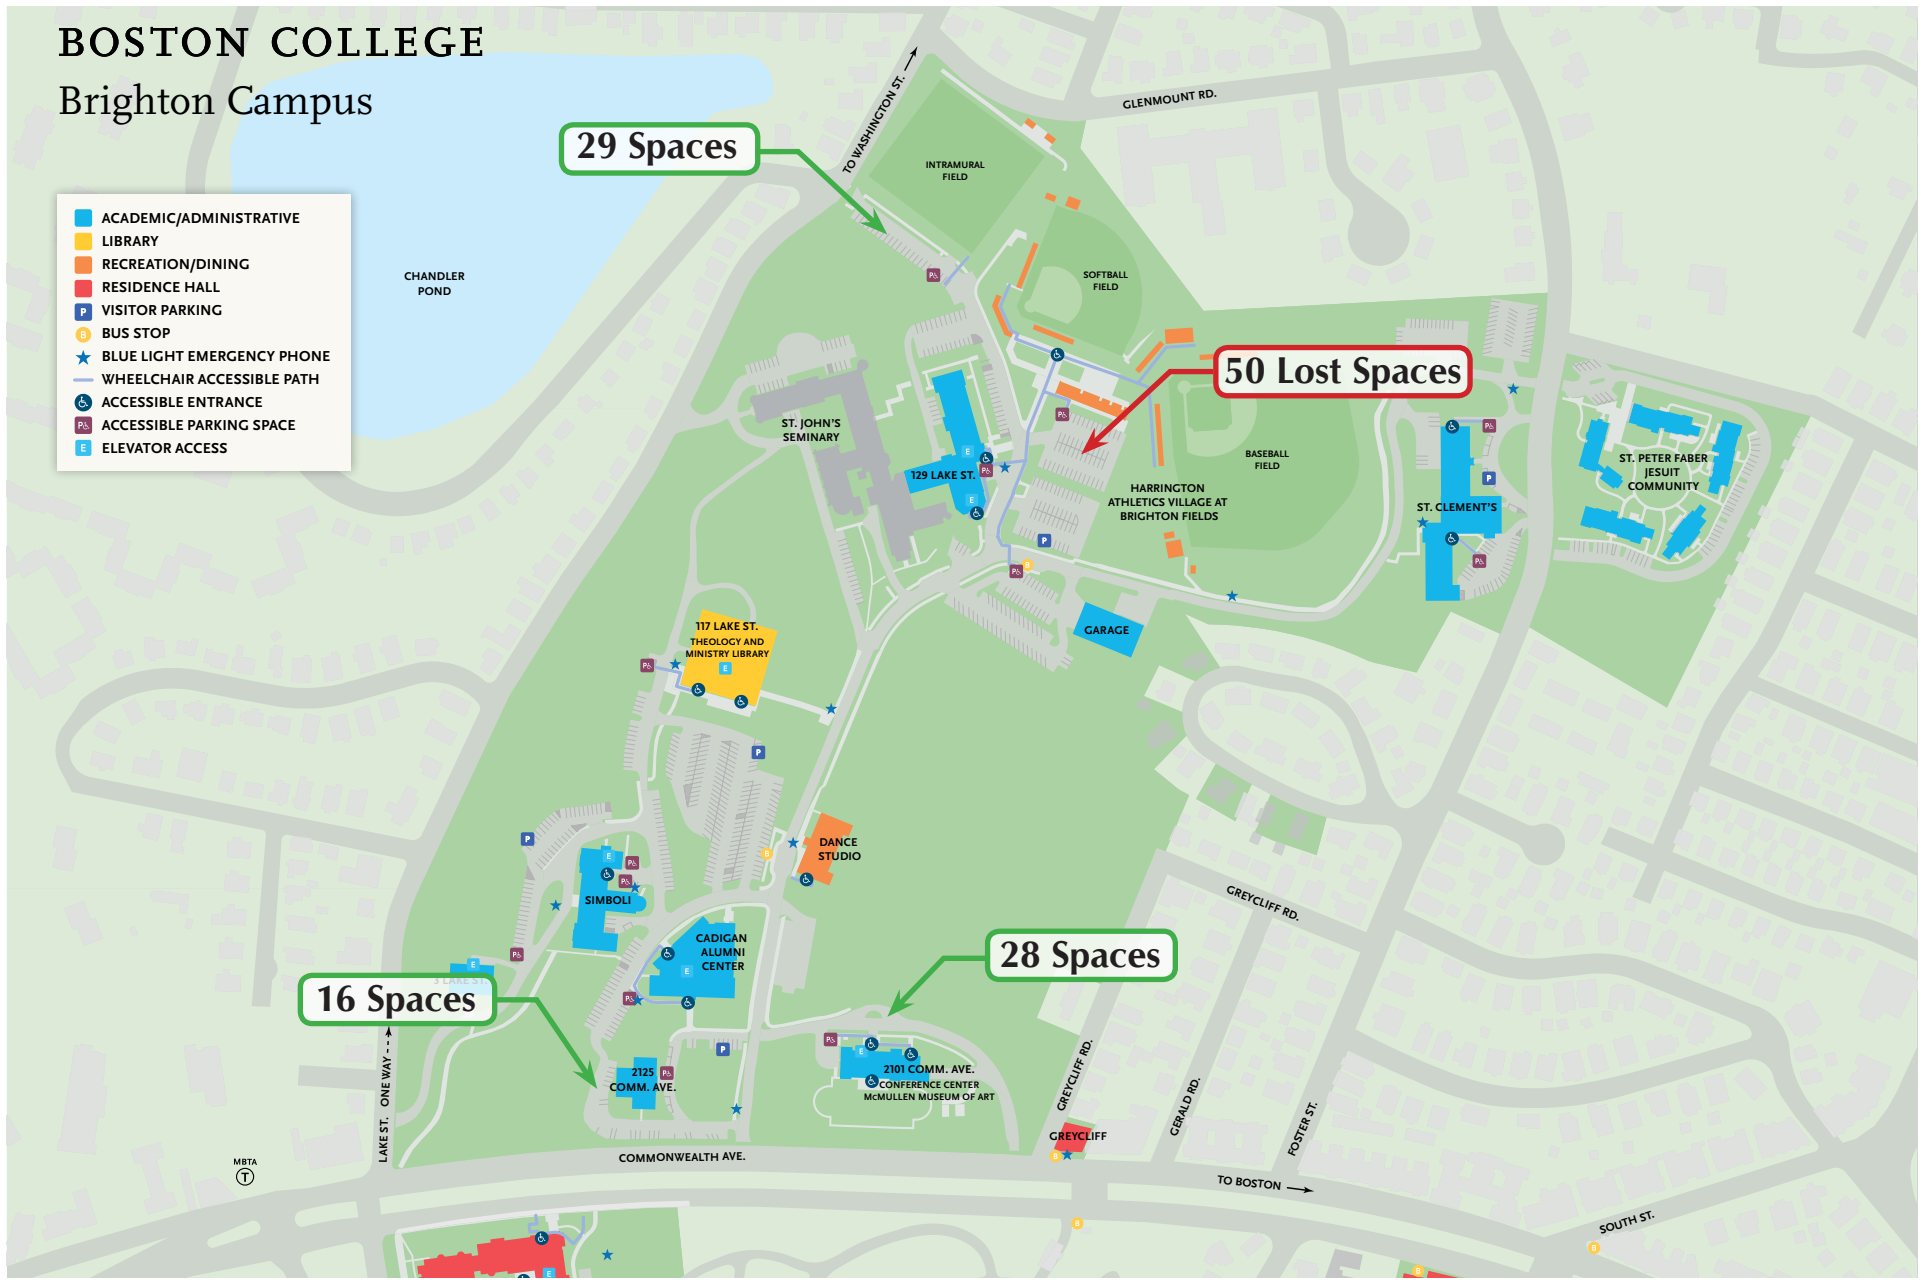 BOSTON COLLEGE
Brighton Campus
ACADEMIC/ADMINISTRATIVE
LIBRARY
RECREATION/DINING
RESIDENCE HALL
P VISITOR PARKING
B BUS STOP
BLUE LIGHT EMERGENCY PHONE
WHEELCHAIR ACCESSIBLE PATH
ACCESSIBLE ENTRANCE
P ACCESSIBLE PARKING SPACE
E ELEVATOR ACCESS
CHANDLER
POND
29 Spaces
TO WASHINGTON ST.
GLENMOUNT RD.
INTRAMURAL
FIELD
SOFTBALL
FIELD
50 Lost Spaces
ST. JOHN'S
SEMINARY
129 LAKE ST.
HARRINGTON
ATHLETICS VILLAGE AT
BRIGHTON FIELDS
BASEBALL
FIELD
ST. CLEMENT'S
ST. PETER FABER
JESUIT
COMMUNITY
GARAGE
117 LAKE ST.
THEOLOGY AND
MINISTRY LIBRARY
DANCE
STUDIO
SIMBOLI
CADIGAN
ALUMNI
CENTER
3 LAKE ST.
16 Spaces
28 Spaces
2125
COMM. AVE.
2101 COMM. AVE.
CONFERENCE CENTER
McMULLEN MUSEUM OF ART
GREYCLIFF RD.
GREYCLIFF RD.
GERALD RD.
FOSTER ST.
GREYCLIFF
LAKE ST. ONE WAY
COMMONWEALTH AVE.
TO BOSTON
SOUTH ST.
MBTA
T